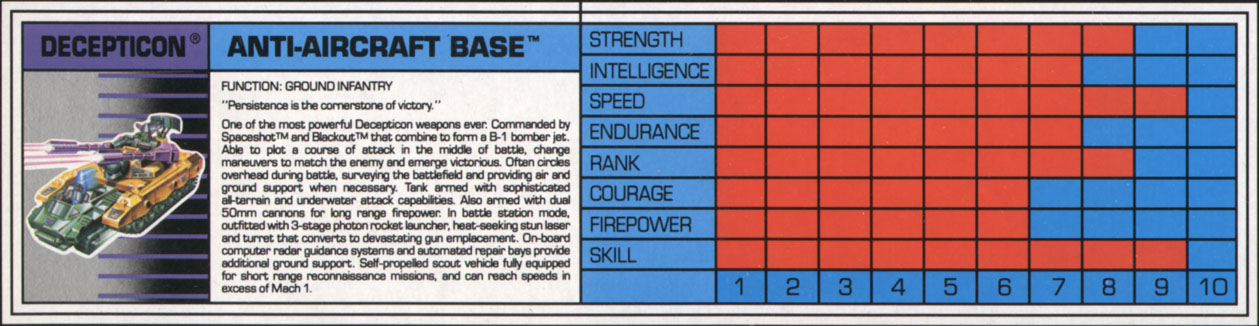 DECEPTICON®
ANTI-AIRCRAFT BASE™
FUNCTION: GROUND INFANTRY
"Persistence is the cornerstone of victory."
One of the most powerful Decepticon weapons ever. Commanded by
Spaceshot™ and Blackout™ that combine to form a B-1 bomber jet.
Able to plot a course of attack in the middle of battle, change
maneuvers to match the enemy and emerge victorious. Often circles
overhead during battle, surveying the battlefield and providing air and
ground support when necessary. Tank armed with sophisticated
all-terrain and underwater attack capabilities. Also armed with dual
50mm cannons for long range firepower. In battle station mode,
outfitted with 3-stage photon rocket launcher, heat-seeking stun laser
and turret that converts to devastating gun emplacement. On-board
computer radar guidance systems and automated repair bays provide
additional ground support. Self-propelled scout vehicle fully equipped
for short range reconnaissance missions, and can reach speeds in
excess of Mach 1.
STRENGTH
INTELLIGENCE
SPEED
ENDURANCE
RANK
COURAGE
FIREPOWER
SKILL
1 2 3 4 5 6 7 8 9 10